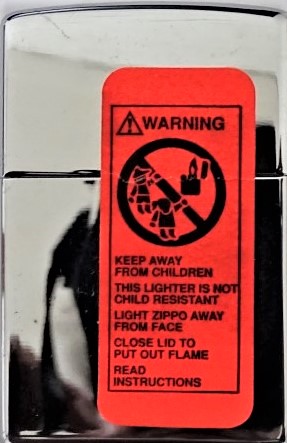 WARNING
KEEP AWAY
FROM CHILDREN
THIS LIGHTER IS NOT
CHILD RESISTANT
LIGHT ZIPPO AWAY
FROM FACE
CLOSE LID TO
PUT OUT FLAME
READ
INSTRUCTIONS